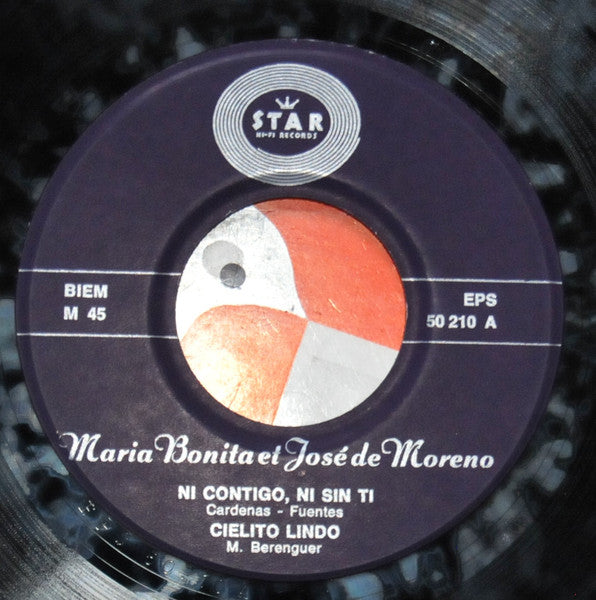 STAR
HI-FI RECORDS
BIEM
M 45
EPS
50 210 A
Maria Bonita et José de Moreno
NI CONTIGO, NI SIN TI
Cardenas - Fuentes
CIELITO LINDO
M. Berenguer